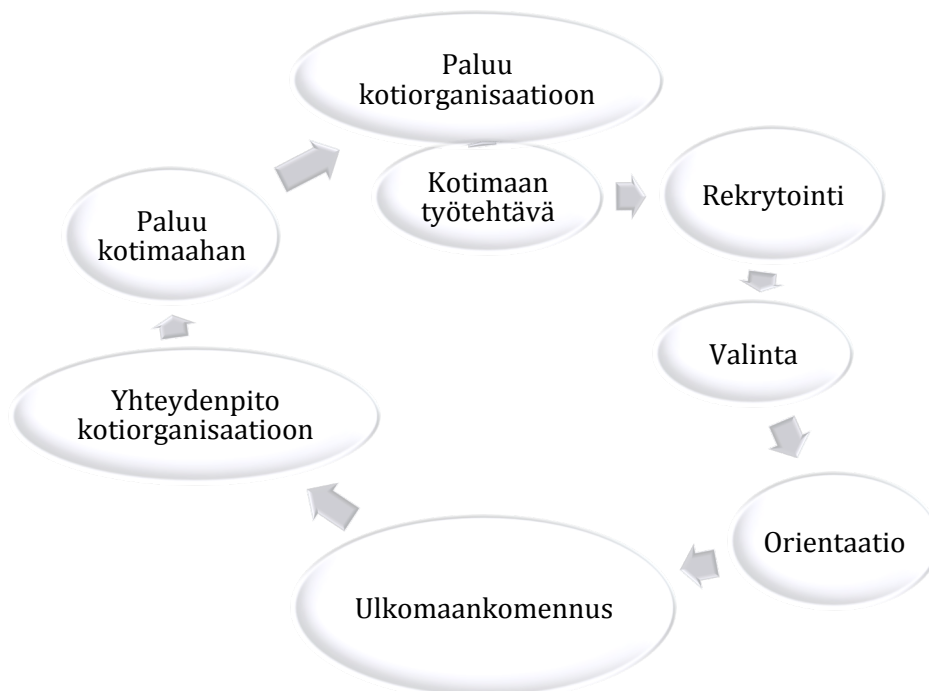 Paluu
kotiorganisaatioon
Kotimaan
työtehtävä
Rekrytointi
Valinta
Orientaatio
Ulkomaankomennus
Yhteydenpito
kotiorganisaatioon
Paluu
kotimaahan